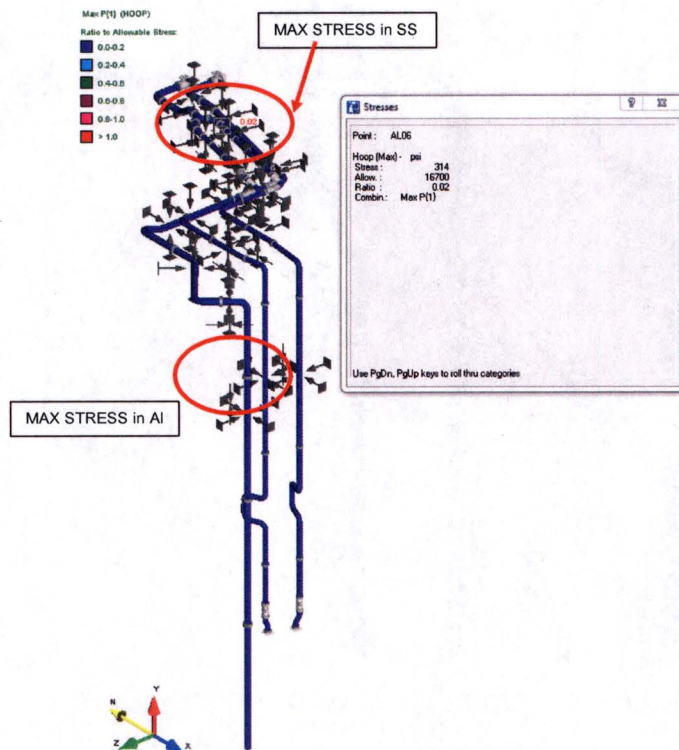 Max P(1) (HOOP)
Ratio to Allowable Stress:
0.0-0.2
0.2-0.4
0.4-0.6
0.6-0.8
0.8-1.0
> 1.0
MAX STRESS in SS
0.02
Stresses
Point : AL06
Hoop (Max) - psi
Stress : 314
Allow. : 16700
Ratio : 0.02
Combin.: Max P(1)
Use PgDn, PgUp keys to roll thru categories
MAX STRESS in Al
N
Y
Z
X